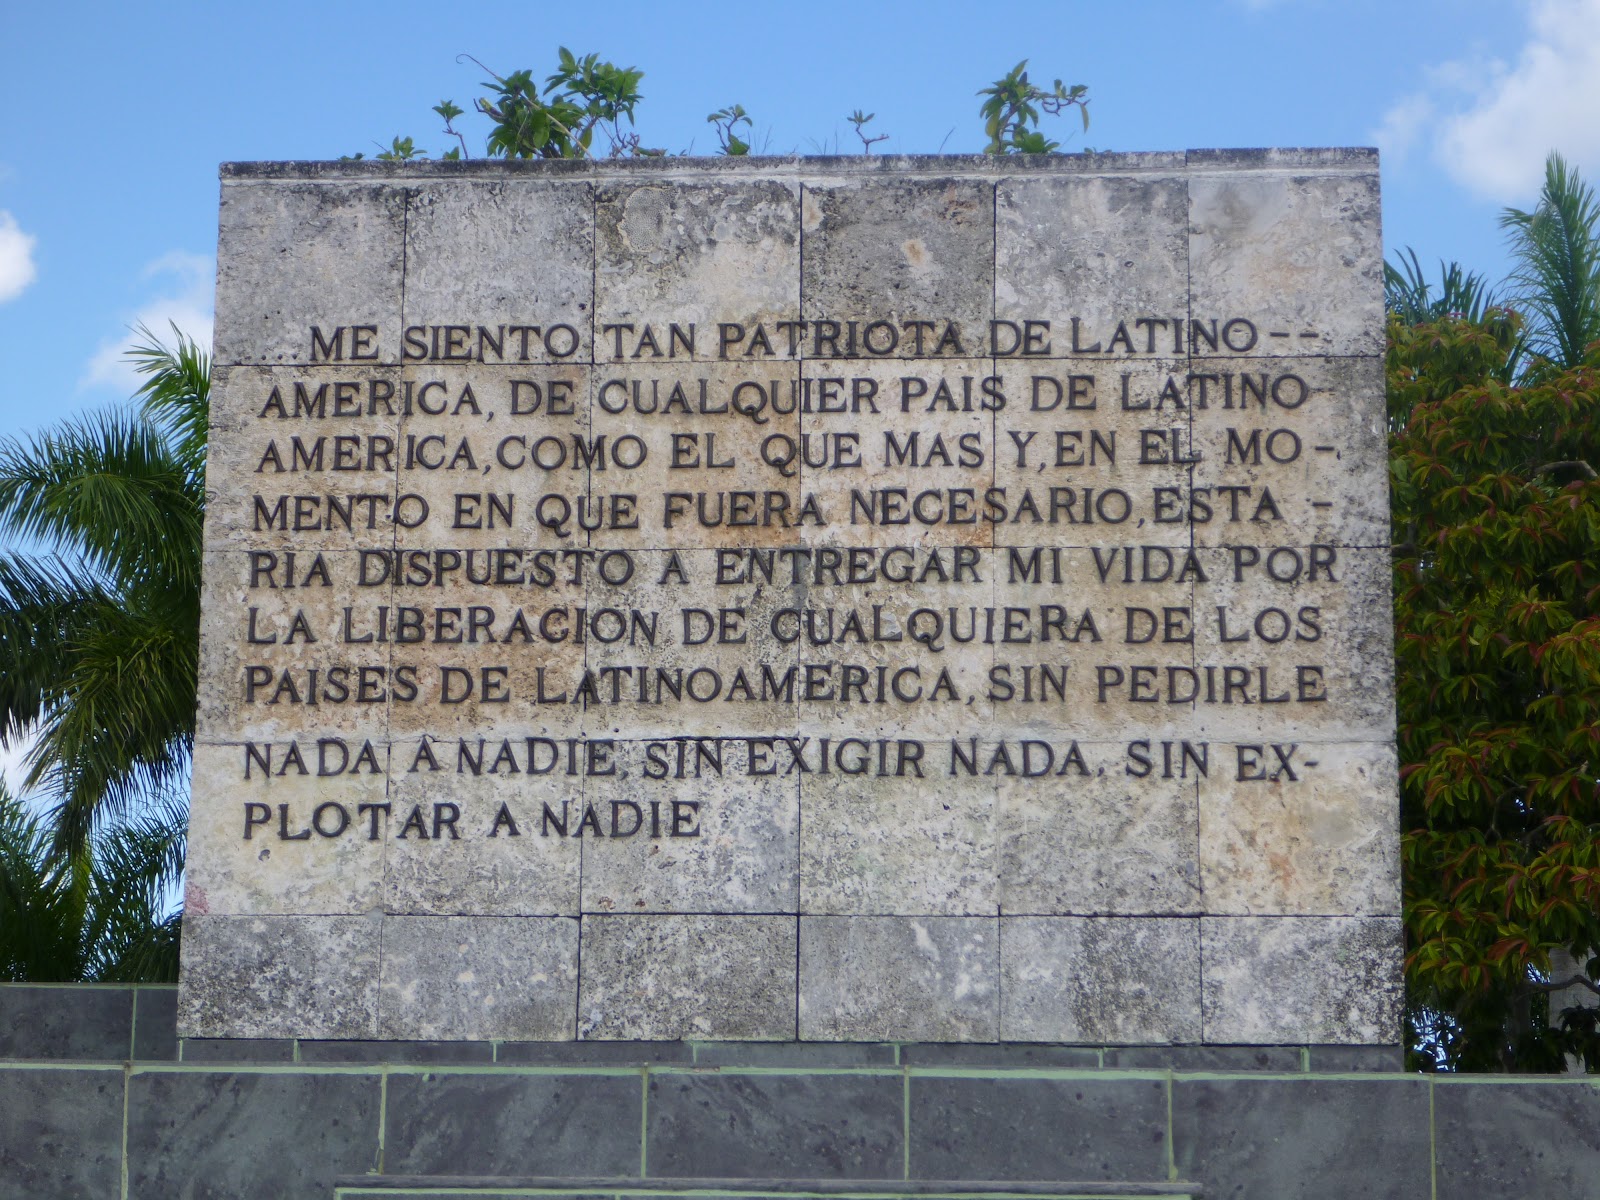 ME SIENTO TAN PATRIOTA DE LATINO--
AMERICA, DE CUALQUIER PAIS DE LATINO-
AMERICA, COMO EL QUE MAS Y, EN EL MO-
MENTO EN QUE FUERA NECESARIO, ESTA-
RIA DISPUESTO A ENTREGAR MI VIDA POR
LA LIBERACION DE CUALQUIERA DE LOS
PAISES DE LATINOAMERICA, SIN PEDIRLE
NADA A NADIE, SIN EXIGIR NADA, SIN EX-
PLOTAR A NADIE